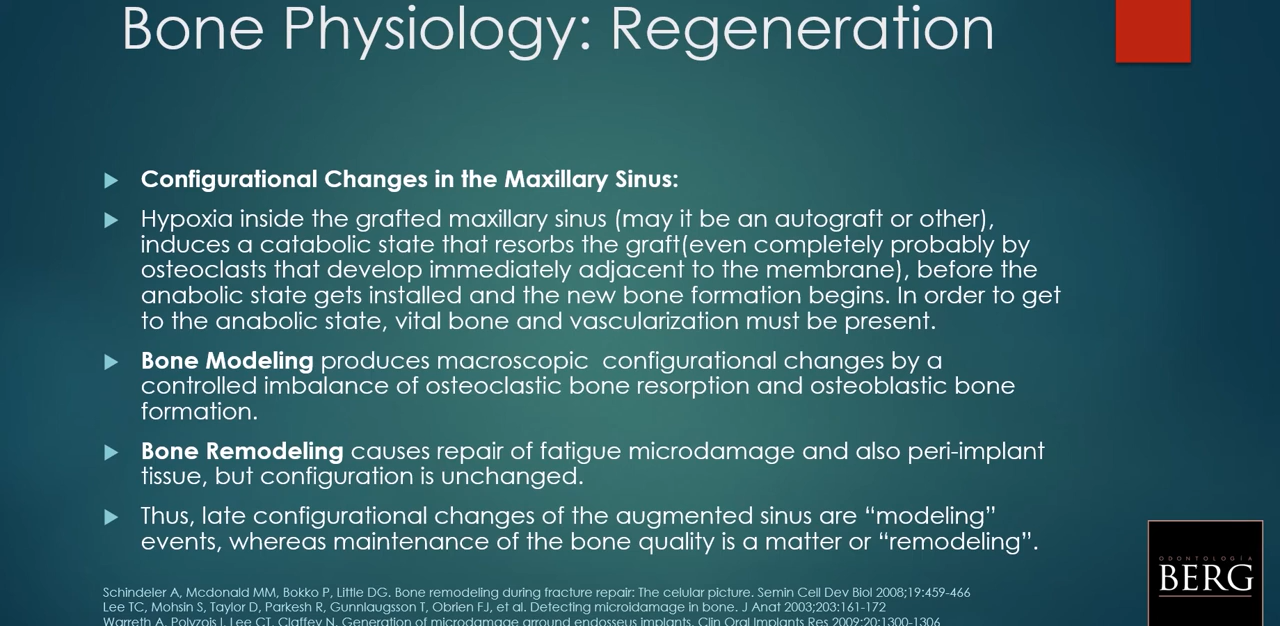 Bone Physiology: Regeneration
Configurational Changes in the Maxillary Sinus:
Hypoxia inside the grafted maxillary sinus (may it be an autograft or other),
induces a catabolic state that resorbs the graft(even completely probably by
osteoclasts that develop immediately adjacent to the membrane), before the
anabolic state gets installed and the new bone formation begins. In order to get
to the anabolic state, vital bone and vascularization must be present.
Bone Modeling produces macroscopic configurational changes by a
controlled imbalance of osteoclastic bone resorption and osteoblastic bone
formation.
Bone Remodeling causes repair of fatigue microdamage and also peri-implant
tissue, but configuration is unchanged.
Thus, late configurational changes of the augmented sinus are “modeling”
events, whereas maintenance of the bone quality is a matter or “remodeling”.
Schindeler A, Mcdonald MM, Bokko P, Little DG. Bone remodeling during fracture repair: The cellular picture. Semin Cell Dev Biol 2008;19:459-466
Lee TC, Mohsin S, Taylor D, Parkesh R, Gunnlaugsson T, Obrien FJ, et al. Detecting microidamage in bone. J Anat 2003;203:161-172
Warreth A, Polyzois I, Lee CT, Claffey N. Generation of microdamage arround endosseus implants. Clin Oral Implants Res 2009;20:1300-1306
ODONTOLOGIA
BERG